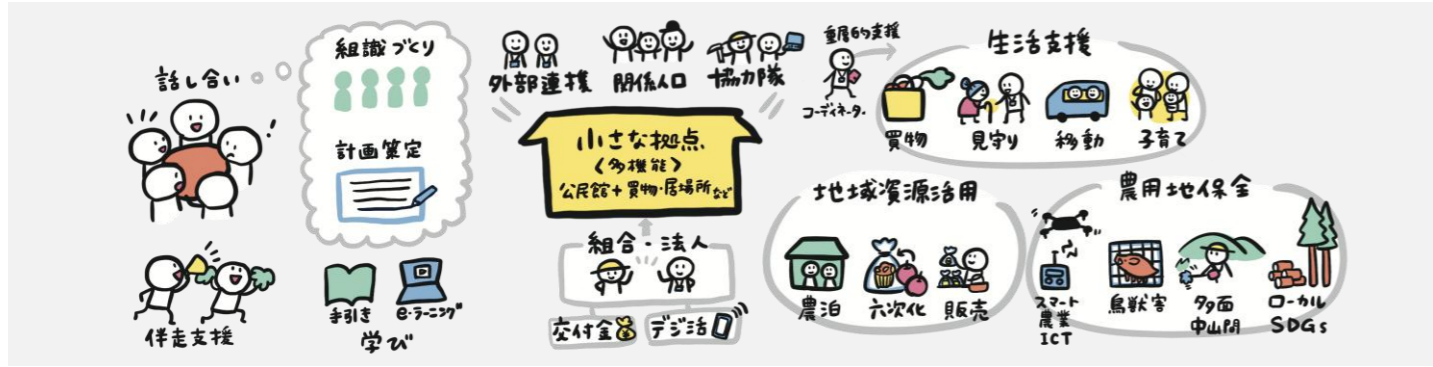 話し合い
組織づくり
計画策定
伴走支援
手引き
e-ラーニング
学び
外部連携
関係人口
協力隊
小さな拠点
〈多機能〉
公民館+買物・居場所など
組合・法人
交付金
デジ活
重層的支援
コーディネーター
生活支援
買物
見守り
移動
子育て
地域資源活用
農泊
六次化
販売
農用地保全
スマート
農業
ICT
鳥獣害
多面
中山間
ローカル
SDGs